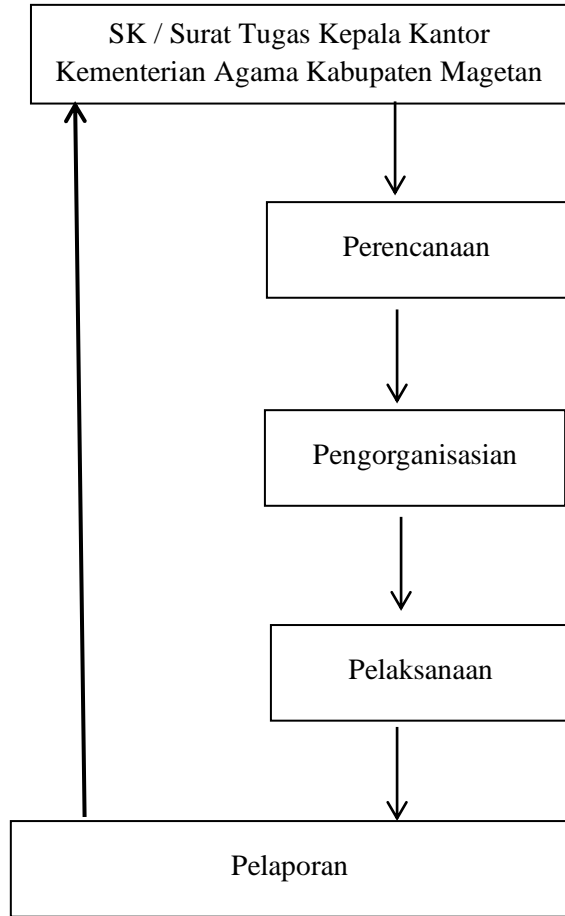 SK / Surat Tugas Kepala Kantor
Kementerian Agama Kabupaten Magetan
Perencanaan
Pengorganisasian
Pelaksanaan
Pelaporan